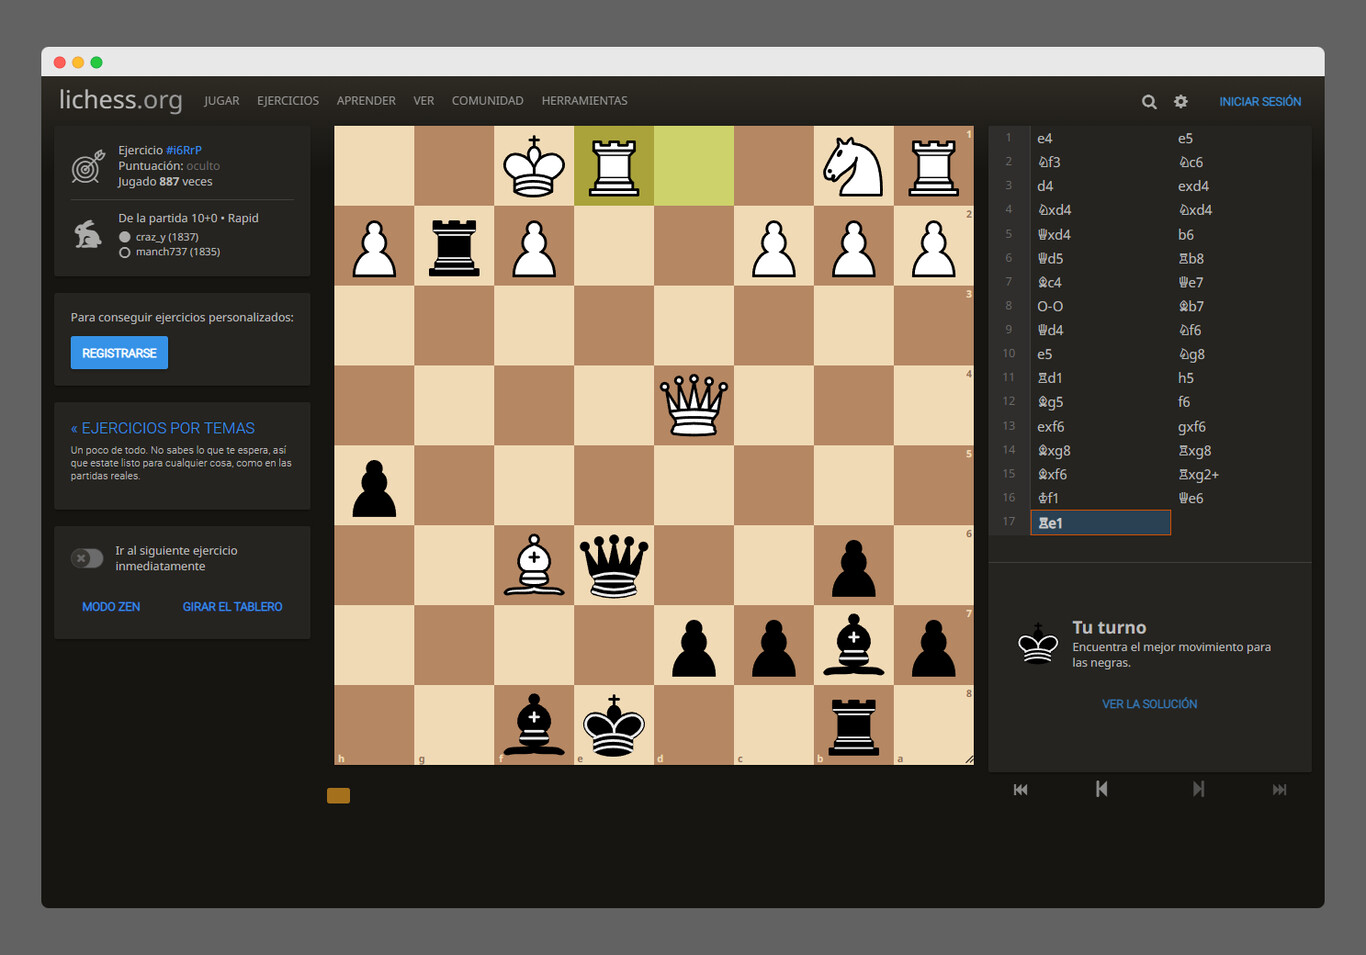 lichess.org
JUGAR EJERCICIOS APRENDER VER COMUNIDAD HERRAMIENTAS
INICIAR SESIÓN
Ejercicio #i6RrP
Puntuación: oculto
Jugado 887 veces
De la partida 10+0 • Rapid
craz_y (1837)
manch737 (1835)
Para conseguir ejercicios personalizados:
REGISTRARSE
« EJERCICIOS POR TEMAS
Un poco de todo. No sabes lo que te espera, así
que estate listo para cualquier cosa, como en las
partidas reales.
Ir al siguiente ejercicio
inmediatamente
MODO ZEN GIRAR EL TABLERO
1
2
3
4
5
6
7
8
h g f e d c b a
1 e4 e5
2 ♘f3 ♘c6
3 d4 exd4
4 ♘xd4 ♘xd4
5 ♕xd4 b6
6 ♕d5 ♖b8
7 ♗c4 ♕e7
8 O-O ♗b7
9 ♕d4 ♘f6
10 e5 ♘g8
11 ♖d1 h5
12 ♗g5 f6
13 exf6 gxf6
14 ♗xg8 ♖xg8
15 ♗xf6 ♖xg2+
16 ♔f1 ♕e6
17 ♖e1
Tu turno
Encuentra el mejor movimiento para
las negras.
VER LA SOLUCIÓN